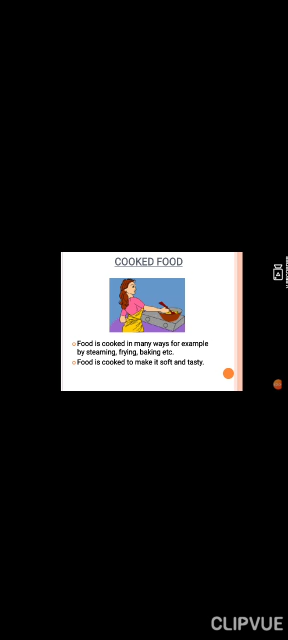 COOKED FOOD
Food is cooked in many ways for example
by steaming, frying, baking etc.
Food is cooked to make it soft and tasty.
CLIPVUE